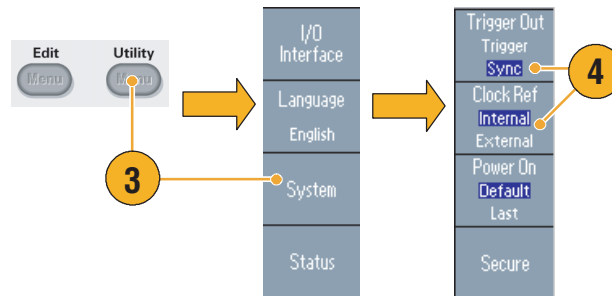 Edit
Utility
Menu
Menu
3
I/O
Interface
Language
English
System
Status
Trigger Out
Trigger
Sync
Clock Ref
Internal
External
Power On
Default
Last
Secure
4